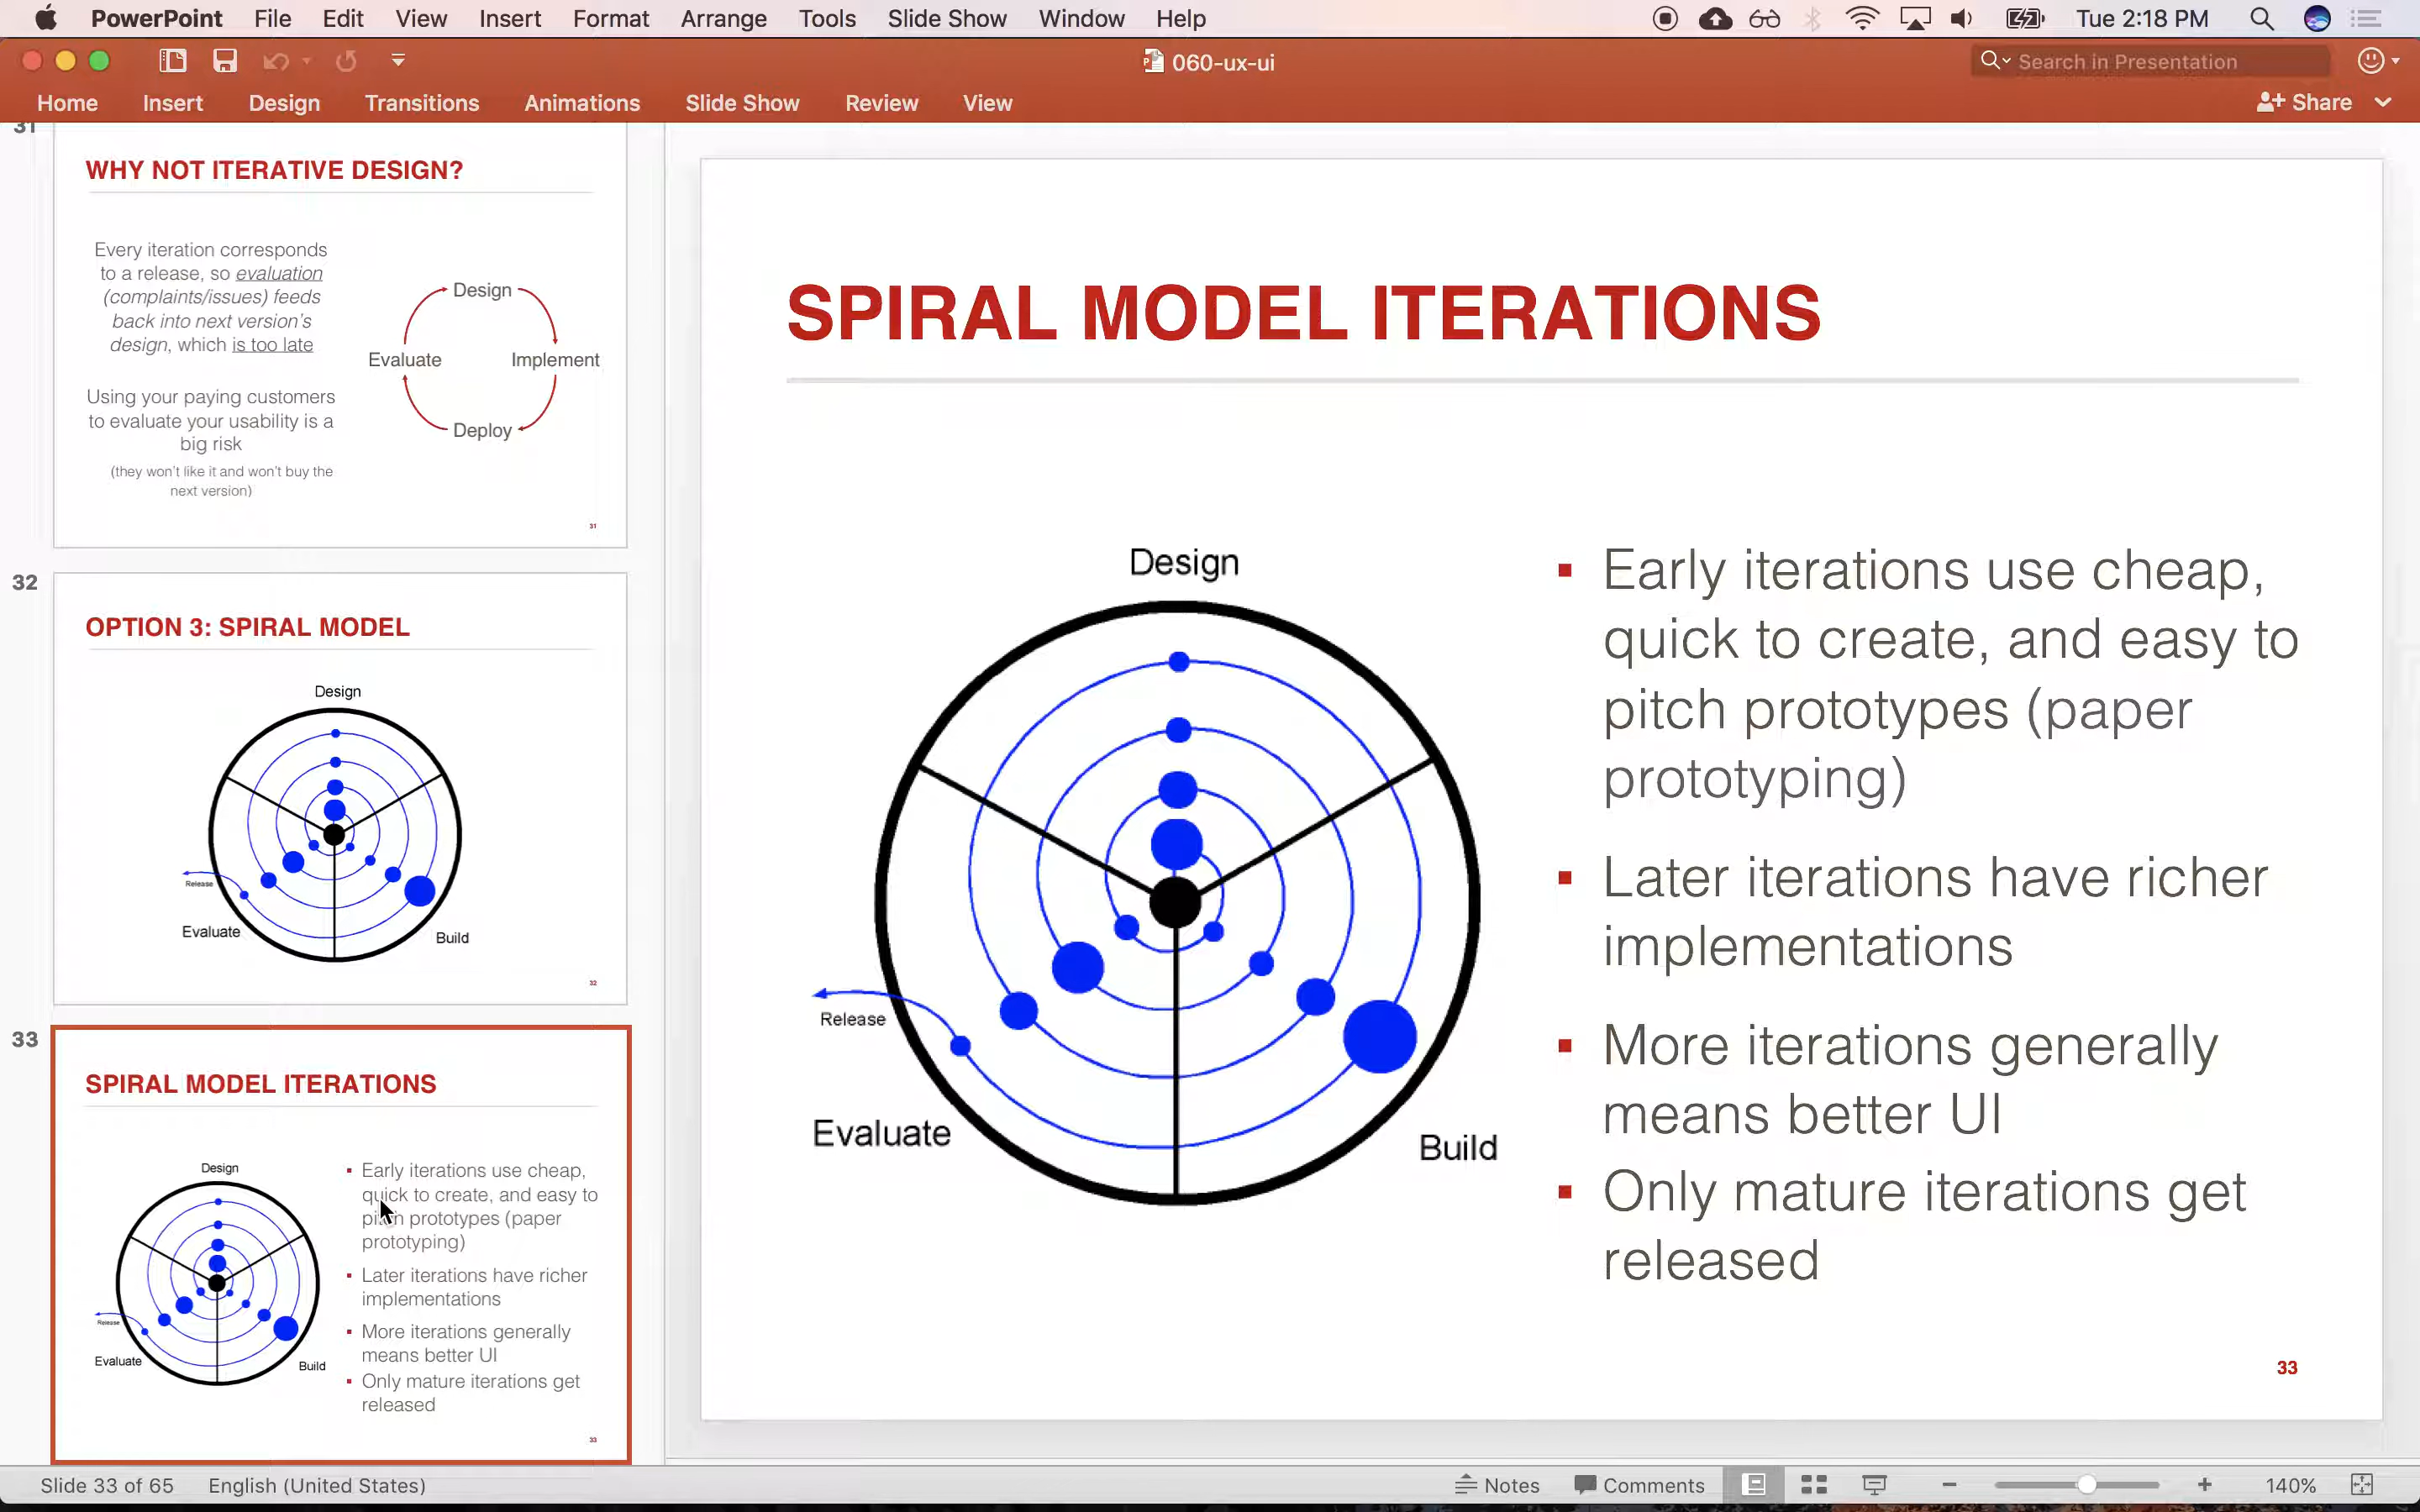 PowerPoint File Edit View Insert Format Arrange Tools Slide Show Window Help Tue 2:18 PM
060-ux-ui
Search in Presentation
Home Insert Design Transitions Animations Slide Show Review View Share
31
WHY NOT ITERATIVE DESIGN?
Every iteration corresponds
to a release, so evaluation
(complaints/issues) feeds
back into next version's
design, which is too late
Using your paying customers
to evaluate your usability is a
big risk
(they won't like it and won't buy the
next version)
Design
Evaluate Implement
Deploy
31
32
OPTION 3: SPIRAL MODEL
Design
Release
Evaluate
Build
32
33
SPIRAL MODEL ITERATIONS
Design
Release
Evaluate
Build
Early iterations use cheap,
quick to create, and easy to
pitch prototypes (paper
prototyping)
Later iterations have richer
implementations
More iterations generally
means better UI
Only mature iterations get
released
33
SPIRAL MODEL ITERATIONS
Design
Release
Evaluate
Build
Early iterations use cheap,
quick to create, and easy to
pitch prototypes (paper
prototyping)
Later iterations have richer
implementations
More iterations generally
means better UI
Only mature iterations get
released
33
Slide 33 of 65 English (United States) Notes Comments 140%